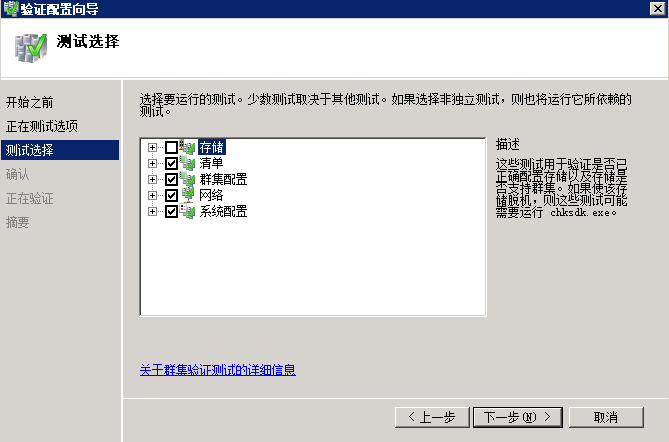 验证配置向导
测试选择
开始之前
正在测试选项
测试选择
确认
正在验证
摘要
选择要运行的测试。少数测试取决于其他测试。如果选择非独立测试，则也将运行它所依赖的
测试。
存储
清单
群集配置
网络
系统配置
描述
这些测试用于验证是否已
正确配置存储以及存储是
否支持群集。如果使该存
储脱机，则这些测试可能
需要运行 chksdk.exe。
关于群集验证测试的详细信息
< 上一步
下一步(N) >
取消